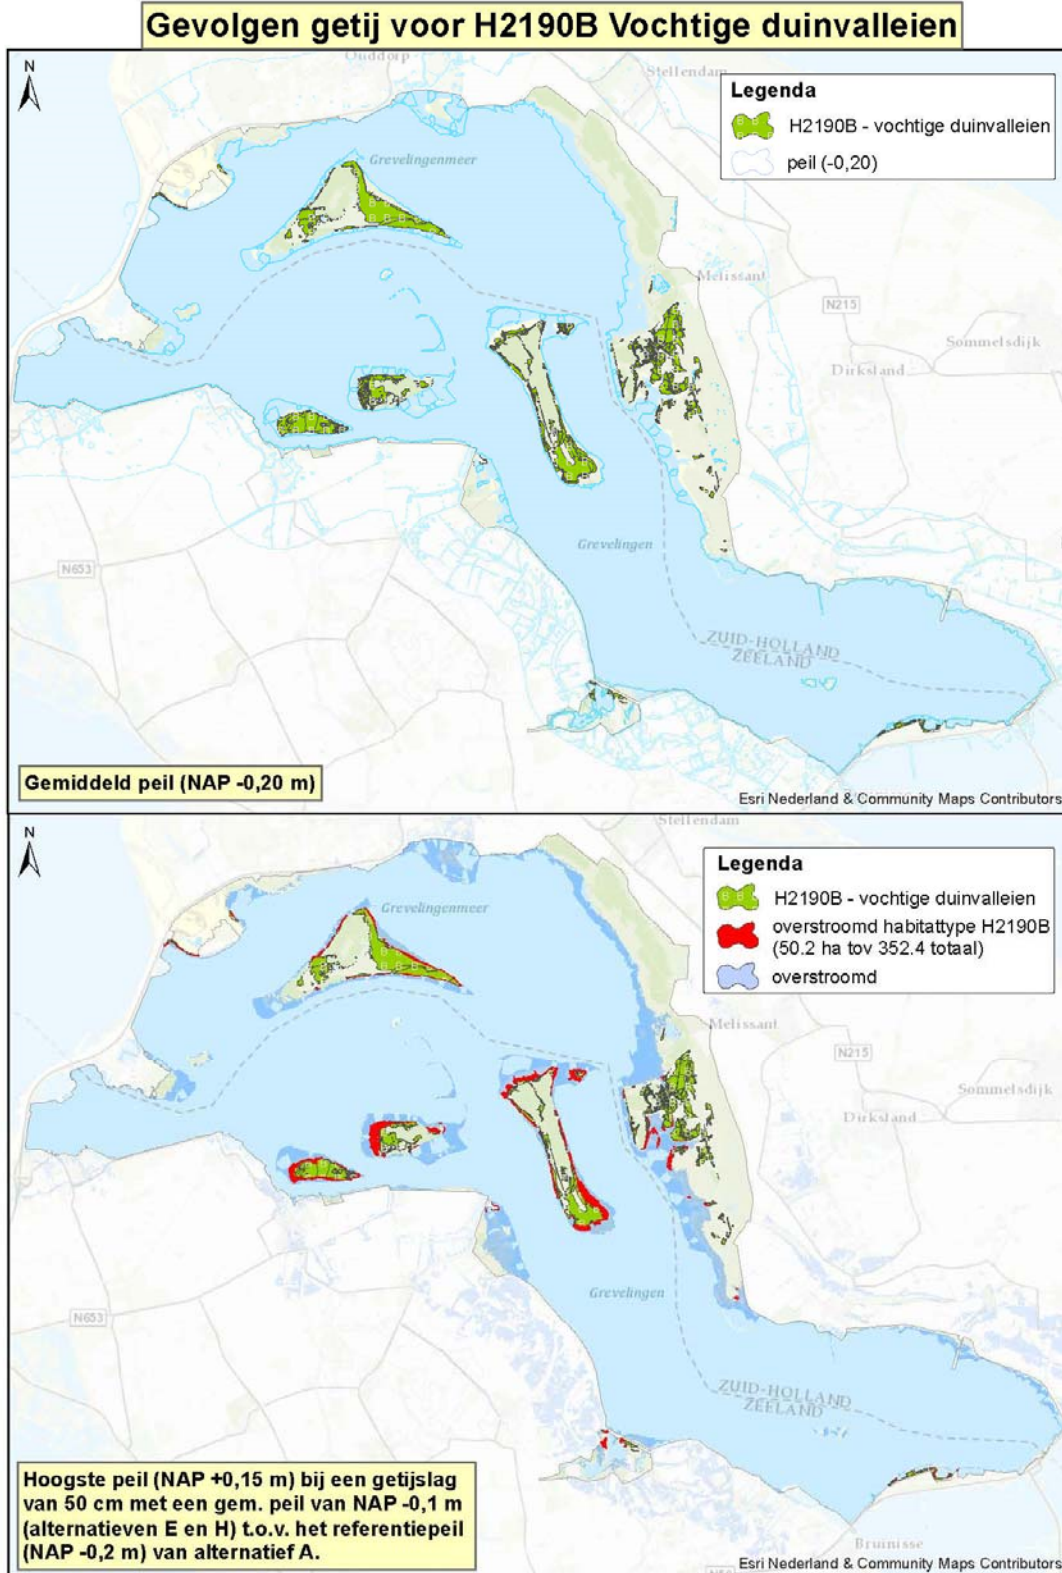 Gevolgen getij voor H2190B Vochtige duinvalleien
N
Ouddorp
Stellendam
Legenda
H2190B - vochtige duinvalleien
peil (-0,20)
Grevelingenmeer
Melissant
N215
Sommelsdijk
Dirksland
Grevelingen
N653
ZUID-HOLLAND
ZEELAND
Gemiddeld peil (NAP -0,20 m)
Esri Nederland & Community Maps Contributors
N
Stellendam
Legenda
H2190B - vochtige duinvalleien
overstroomd habitattype H2190B
(50.2 ha tov 352.4 totaal)
overstroomd
Grevelingenmeer
Melissant
N215
Sommelsdijk
Dirksland
Grevelingen
N653
ZUID-HOLLAND
ZEELAND
Hoogste peil (NAP +0,15 m) bij een getijslag
van 50 cm met een gem. peil van NAP -0,1 m
(alternatieven E en H) t.o.v. het referentiepeil
(NAP -0,2 m) van alternatief A.
Bruinisse
Esri Nederland & Community Maps Contributors